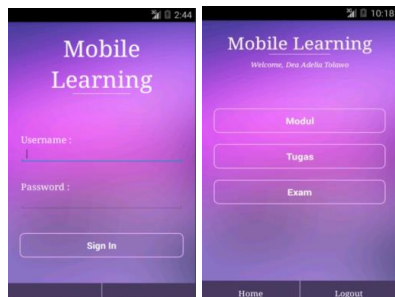 2:44
Mobile
Learning
Username :
Password :
Sign In
10:18
Mobile Learning
Welcome, Dea Adelia Tolawo
Modul
Tugas
Exam
Home
Logout